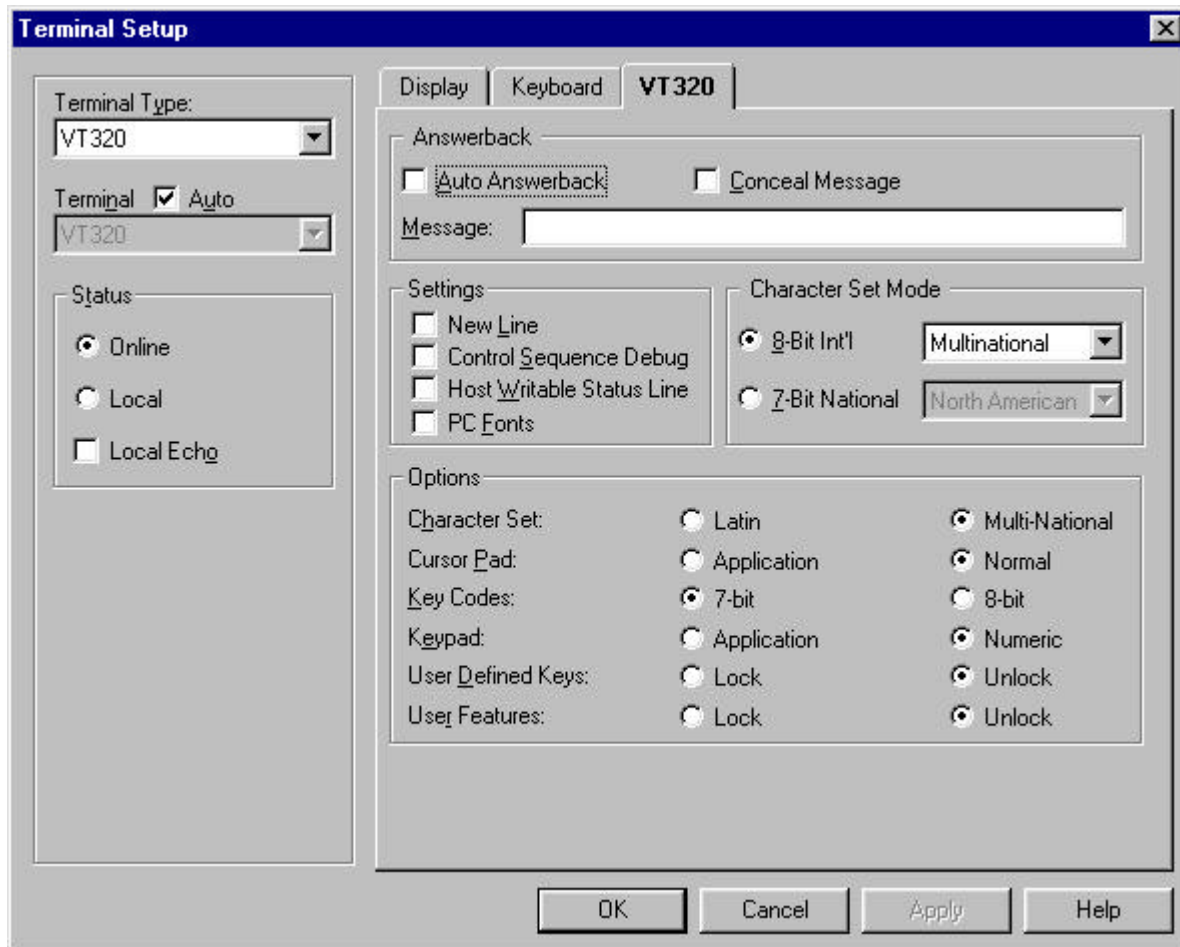 Terminal Setup
Terminal Type:
VT320
Terminal Auto
VT320
Status
Online
Local
Local Echo
Display Keyboard VT320
Answerback
Auto Answerback Conceal Message
Message:
Settings
New Line
Control Sequence Debug
Host Writable Status Line
PC Fonts
Character Set Mode
8-Bit Int'l Multinational
7-Bit National North American
Options
Character Set: Latin Multi-National
Cursor Pad: Application Normal
Key Codes: 7-bit 8-bit
Keypad: Application Numeric
User Defined Keys: Lock Unlock
User Features: Lock Unlock
OK Cancel Apply Help